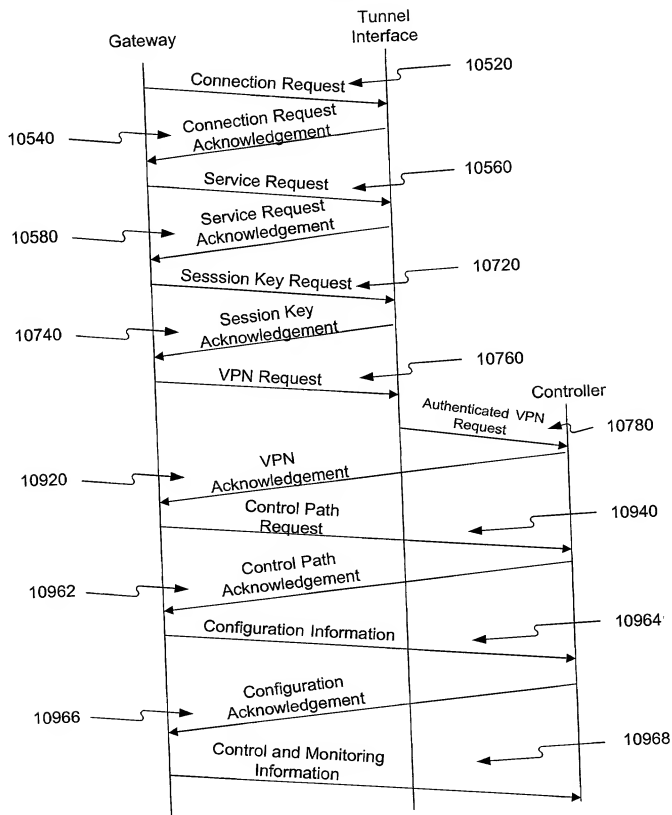 Gateway
Tunnel
Interface
Connection Request
10520
10540
Connection Request
Acknowledgement
Service Request
10560
10580
Service Request
Acknowledgement
Sesssion Key Request
10720
10740
Session Key
Acknowledgement
VPN Request
10760
Controller
Authenticated VPN
Request
10780
10920
VPN
Acknowledgement
Control Path
Request
10940
10962
Control Path
Acknowledgement
Configuration Information
10964
10966
Configuration
Acknowledgement
Control and Monitoring
Information
10968